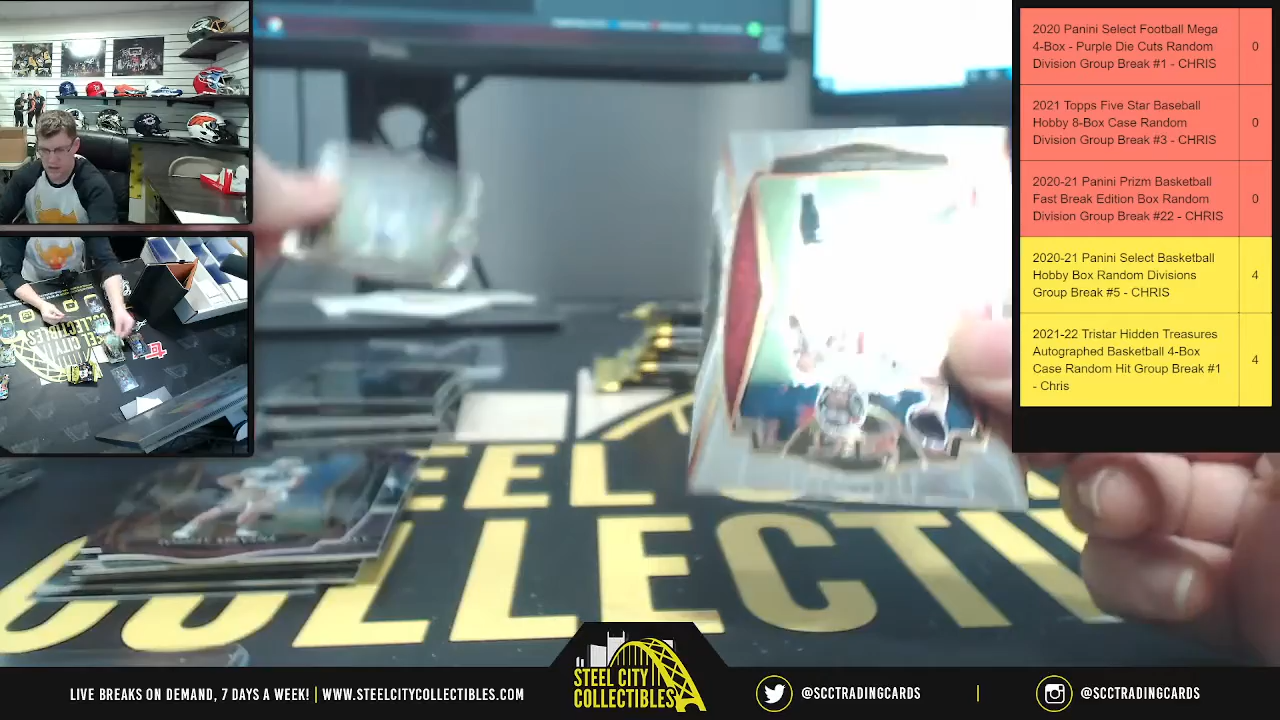 2020 Panini Select Football Mega
4-Box - Purple Die Cuts Random
Division Group Break #1 - CHRIS
0
2021 Topps Five Star Baseball
Hobby 8-Box Case Random
Division Group Break #3 - CHRIS
0
2020-21 Panini Prizm Basketball
Fast Break Edition Box Random
Division Group Break #22 - CHRIS
0
2020-21 Panini Select Basketball
Hobby Box Random Divisions
Group Break #5 - CHRIS
4
2021-22 Tristar Hidden Treasures
Autographed Basketball 4-Box
Case Random Hit Group Break #1
- Chris
4
LIVE BREAKS ON DEMAND, 7 DAYS A WEEK! | WWW.STEELCITYCOLLECTIBLES.COM
STEEL CITY
COLLECTIBLES
@SCCTRADINGCARDS
@SCCTRADINGCARDS